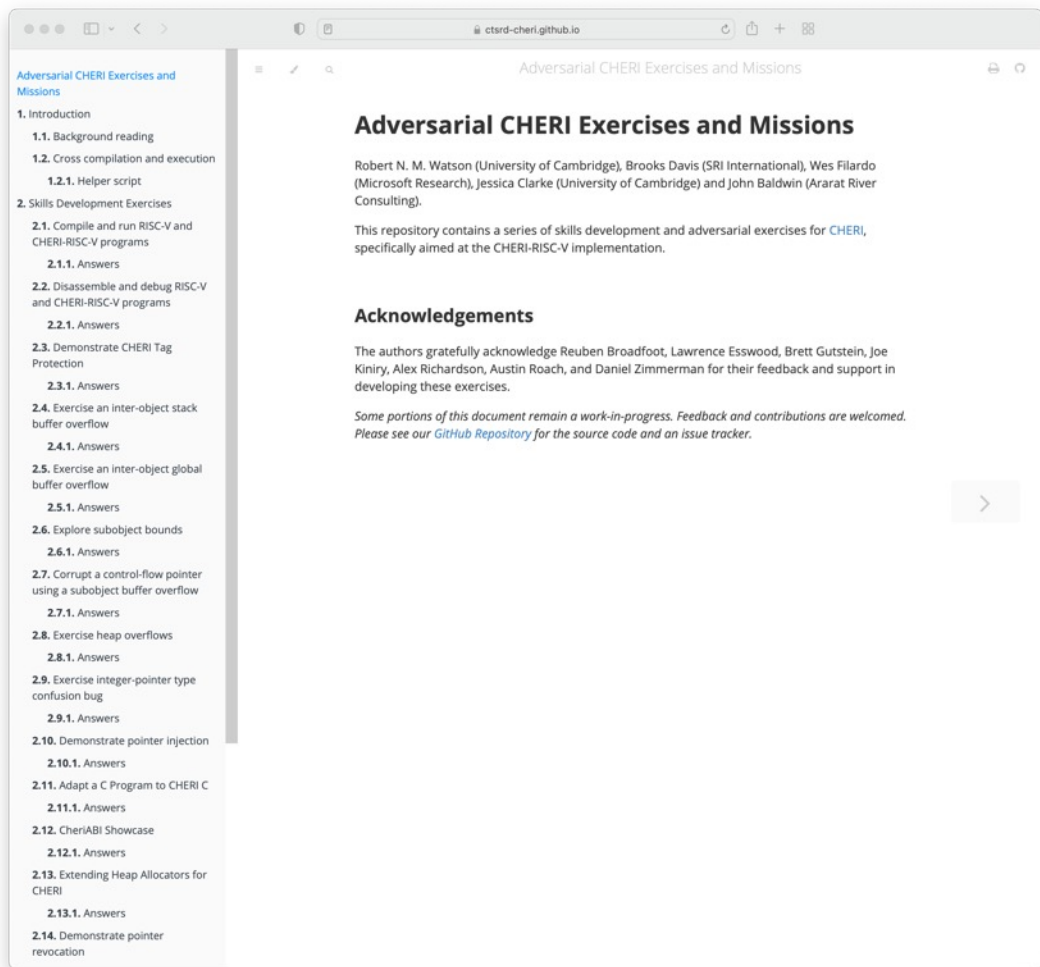 ctsrd-cheri.github.io
Adversarial CHERI Exercises and
Missions
1. Introduction
1.1. Background reading
1.2. Cross compilation and execution
1.2.1. Helper script
2. Skills Development Exercises
2.1. Compile and run RISC-V and
CHERI-RISC-V programs
2.1.1. Answers
2.2. Disassemble and debug RISC-V
and CHERI-RISC-V programs
2.2.1. Answers
2.3. Demonstrate CHERI Tag
Protection
2.3.1. Answers
2.4. Exercise an inter-object stack
buffer overflow
2.4.1. Answers
2.5. Exercise an inter-object global
buffer overflow
2.5.1. Answers
2.6. Explore subobject bounds
2.6.1. Answers
2.7. Corrupt a control-flow pointer
using a subobject buffer overflow
2.7.1. Answers
2.8. Exercise heap overflows
2.8.1. Answers
2.9. Exercise integer-pointer type
confusion bug
2.9.1. Answers
2.10. Demonstrate pointer injection
2.10.1. Answers
2.11. Adapt a C Program to CHERI C
2.11.1. Answers
2.12. CheriABI Showcase
2.12.1. Answers
2.13. Extending Heap Allocators for
CHERI
2.13.1. Answers
2.14. Demonstrate pointer
revocation
Adversarial CHERI Exercises and Missions
Adversarial CHERI Exercises and Missions
Robert N. M. Watson (University of Cambridge), Brooks Davis (SRI International), Wes Filardo
(Microsoft Research), Jessica Clarke (University of Cambridge) and John Baldwin (Ararat River
Consulting).
This repository contains a series of skills development and adversarial exercises for CHERI,
specifically aimed at the CHERI-RISC-V implementation.
Acknowledgements
The authors gratefully acknowledge Reuben Broadfoot, Lawrence Esswood, Brett Gutstein, Joe
Kiniry, Alex Richardson, Austin Roach, and Daniel Zimmerman for their feedback and support in
developing these exercises.
Some portions of this document remain a work-in-progress. Feedback and contributions are welcomed.
Please see our GitHub Repository for the source code and an issue tracker.